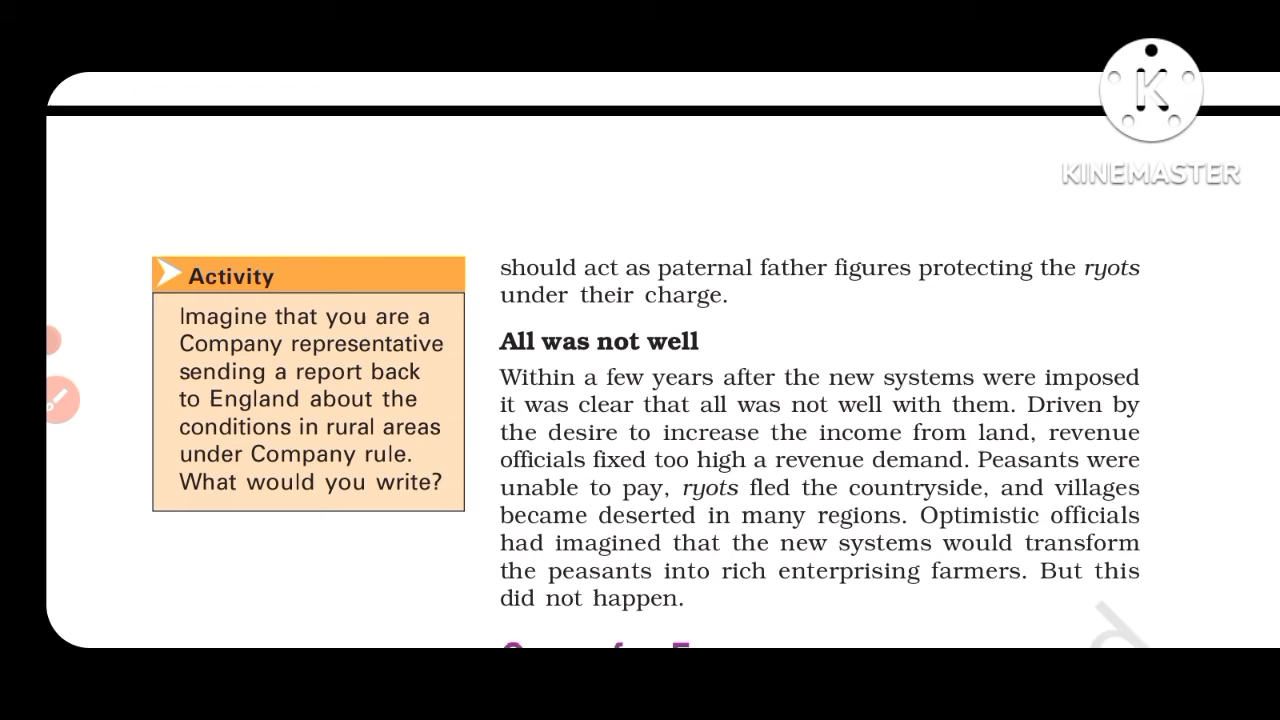 K
KINEMASTER
Activity
Imagine that you are a
Company representative
sending a report back
to England about the
conditions in rural areas
under Company rule.
What would you write?
should act as paternal father figures protecting the ryots
under their charge.
All was not well
Within a few years after the new systems were imposed
it was clear that all was not well with them. Driven by
the desire to increase the income from land, revenue
officials fixed too high a revenue demand. Peasants were
unable to pay, ryots fled the countryside, and villages
became deserted in many regions. Optimistic officials
had imagined that the new systems would transform
the peasants into rich enterprising farmers. But this
did not happen.